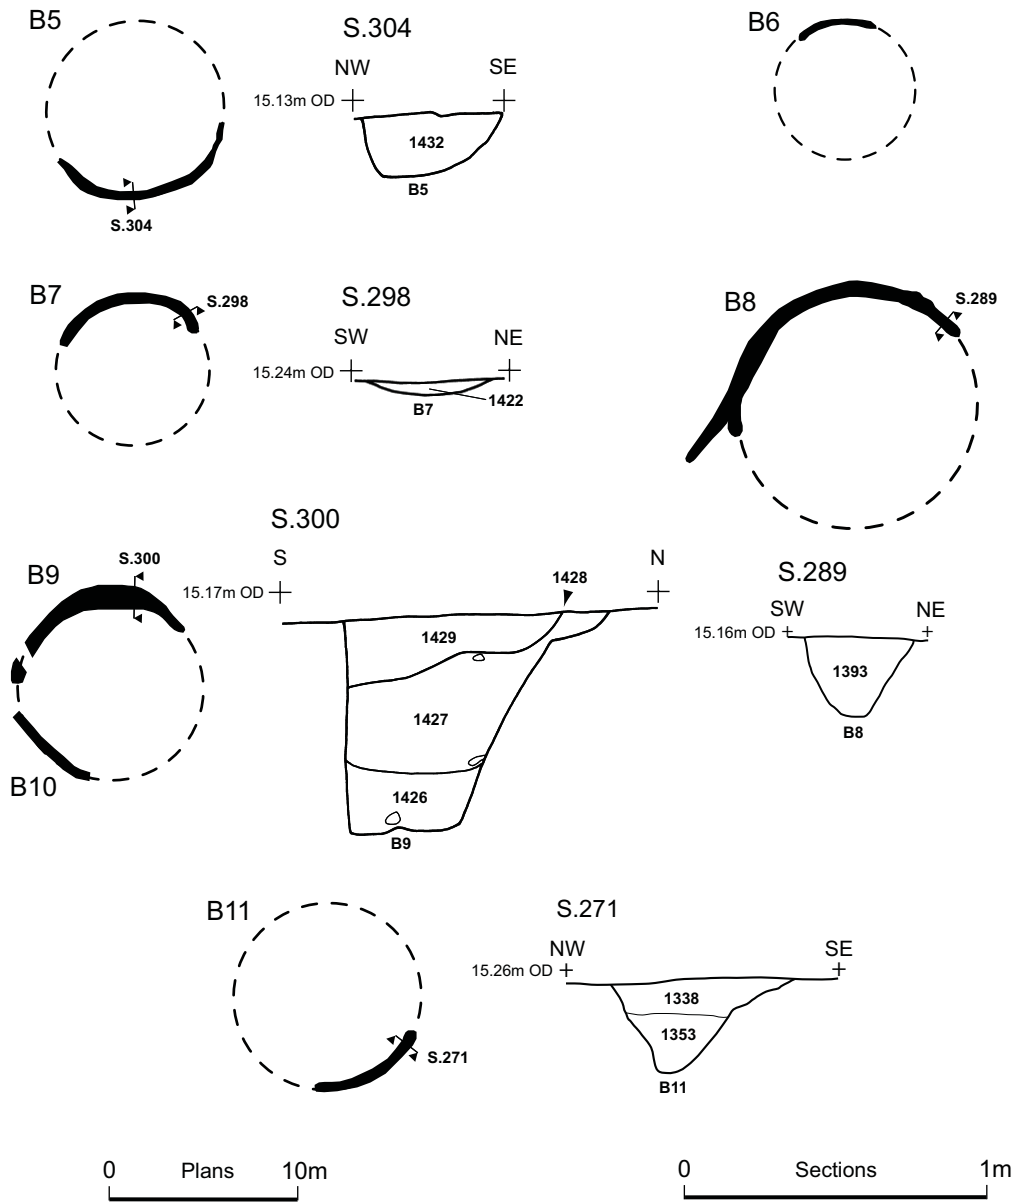 B5
S.304
NW SE
15.13m OD
1432
B5
S.304
B6
B7
S.298
S.298
SW NE
15.24m OD
1422
B7
B8
S.289
S.300
S N
B9
S.300
15.17m OD
1428
1429
1427
1426
B9
B10
S.289
SW NE
15.16m OD
1393
B8
B11
S.271
S.271
NW SE
15.26m OD
1338
1353
B11
0 Plans 10m
0 Sections 1m